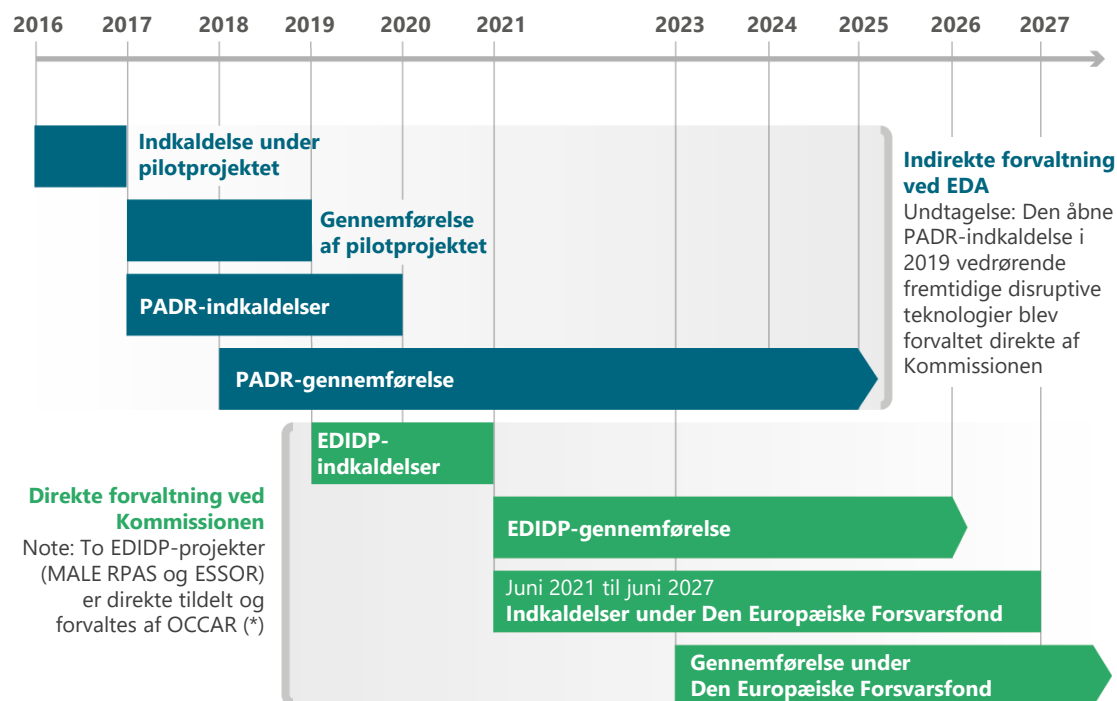 2016 2017 2018 2019 2020 2021 2023 2024 2025 2026 2027
Indkaldelse under
pilotprojektet
Gennemførelse
af pilotprojektet
PADR-indkaldelser
PADR-gennemførelse
Indirekte forvaltning
ved EDA
Undtagelse: Den åbne
PADR-indkaldelse i
2019 vedrørende
fremtidige disruptive
teknologier blev
forvaltet direkte af
Kommissionen
EDIDP-
indkaldelser
Direkte forvaltning ved
Kommissionen
Note: To EDIDP-projekter
(MALE RPAS og ESSOR)
er direkte tildelt og
forvaltes af OCCAR (*)
EDIDP-gennemførelse
Juni 2021 til juni 2027
Indkaldelser under Den Europæiske Forsvarsfond
Gennemførelse under
Den Europæiske Forsvarsfond